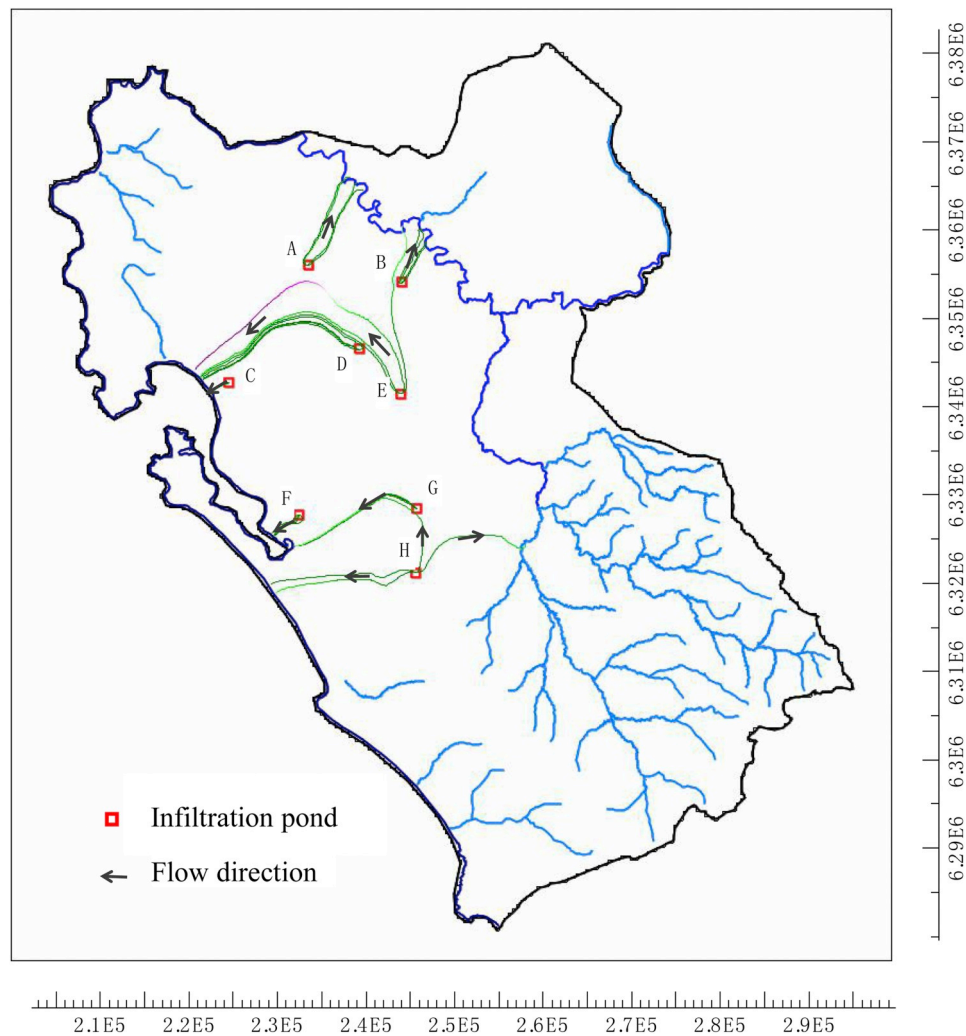 A
B
C
D
E
F
G
H
Infiltration pond
Flow direction
6.38E6
6.37E6
6.36E6
6.35E6
6.34E6
6.33E6
6.32E6
6.31E6
6.3E6
6.29E6
2.1E5 2.2E5 2.3E5 2.4E5 2.5E5 2.6E5 2.7E5 2.8E5 2.9E5